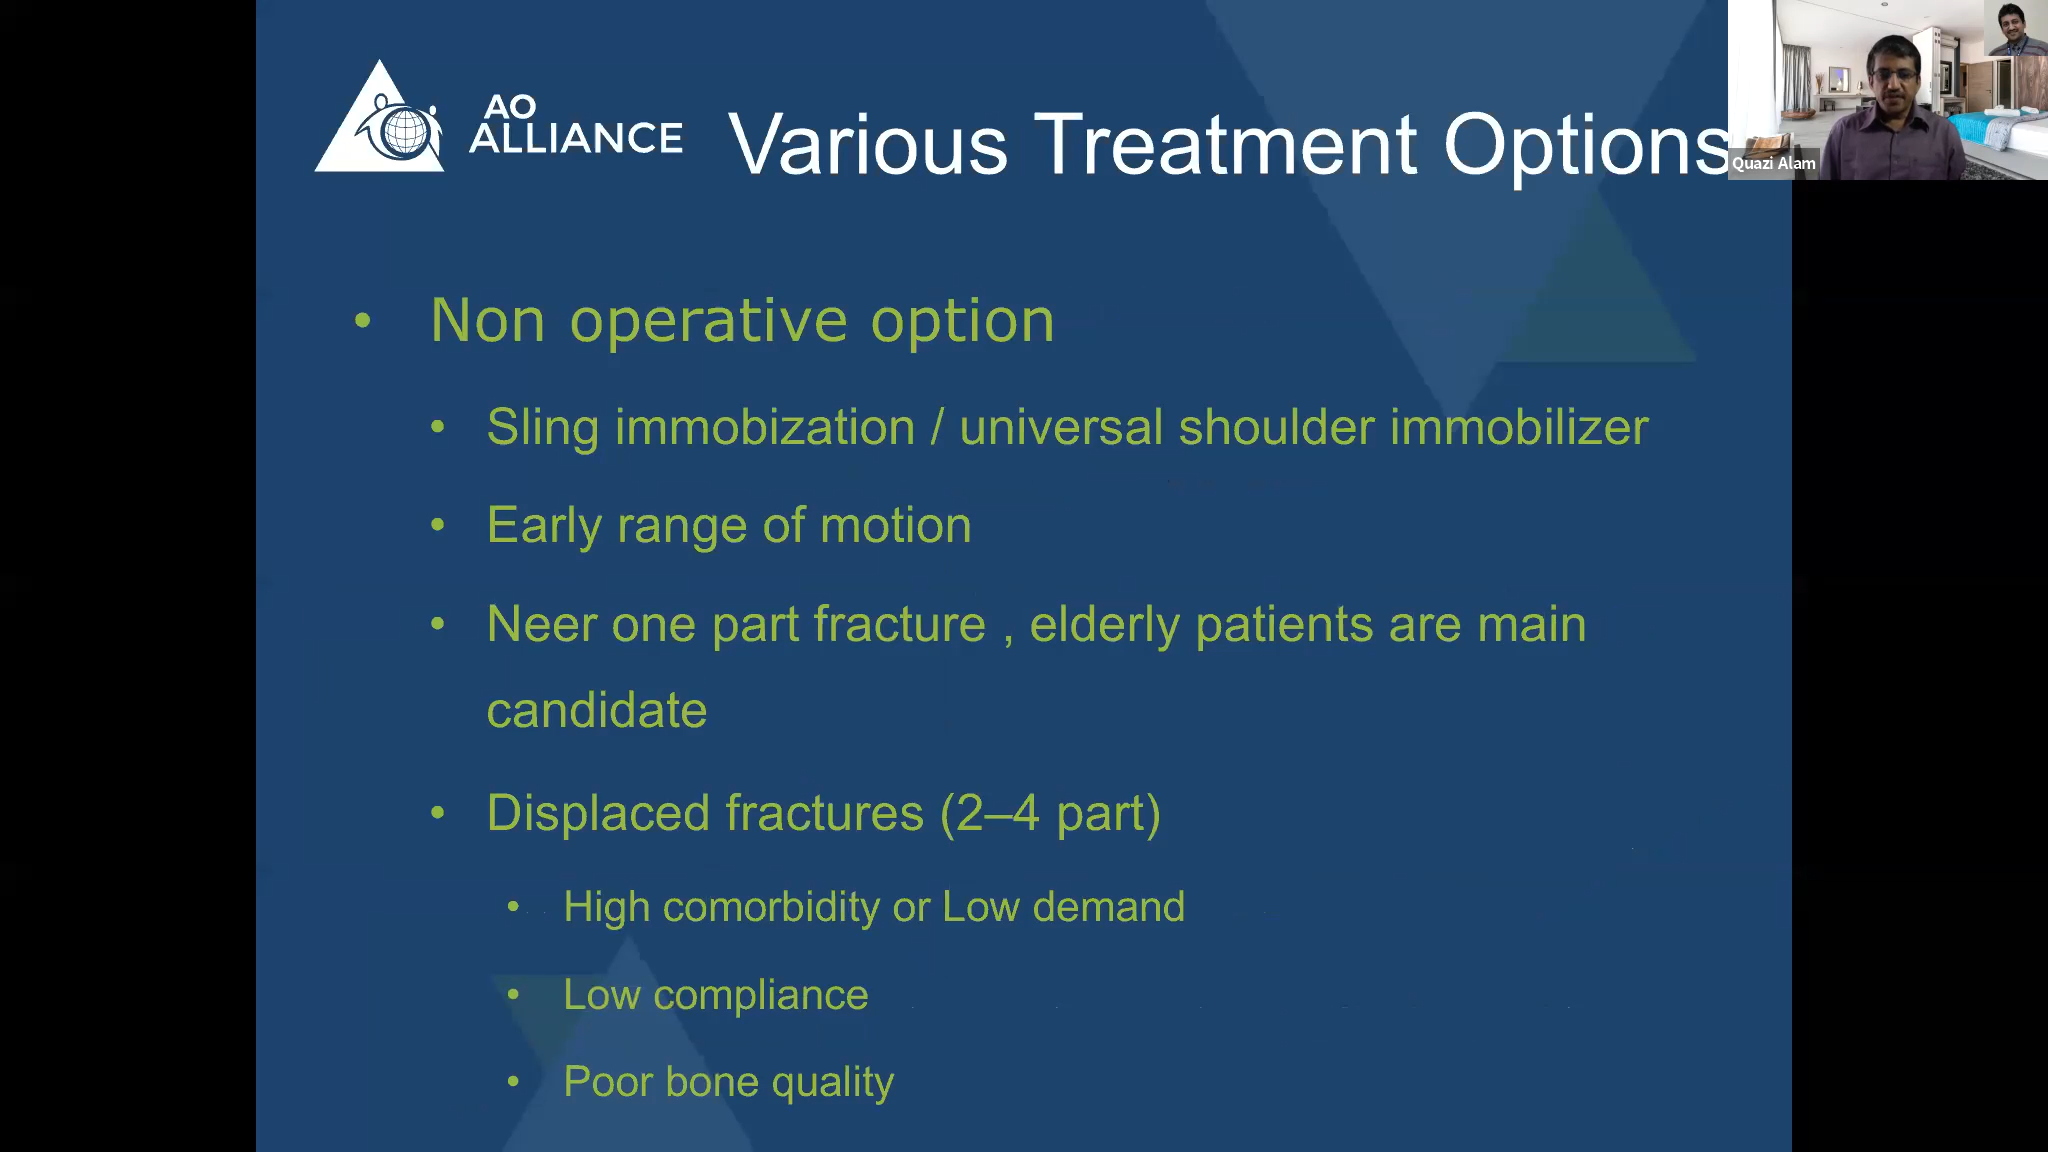 AO
ALLIANCE
Various Treatment Options
Quazi Alam
• Non operative option
• Sling immobization / universal shoulder immobilizer
• Early range of motion
• Neer one part fracture , elderly patients are main
candidate
• Displaced fractures (2–4 part)
• High comorbidity or Low demand
• Low compliance
• Poor bone quality